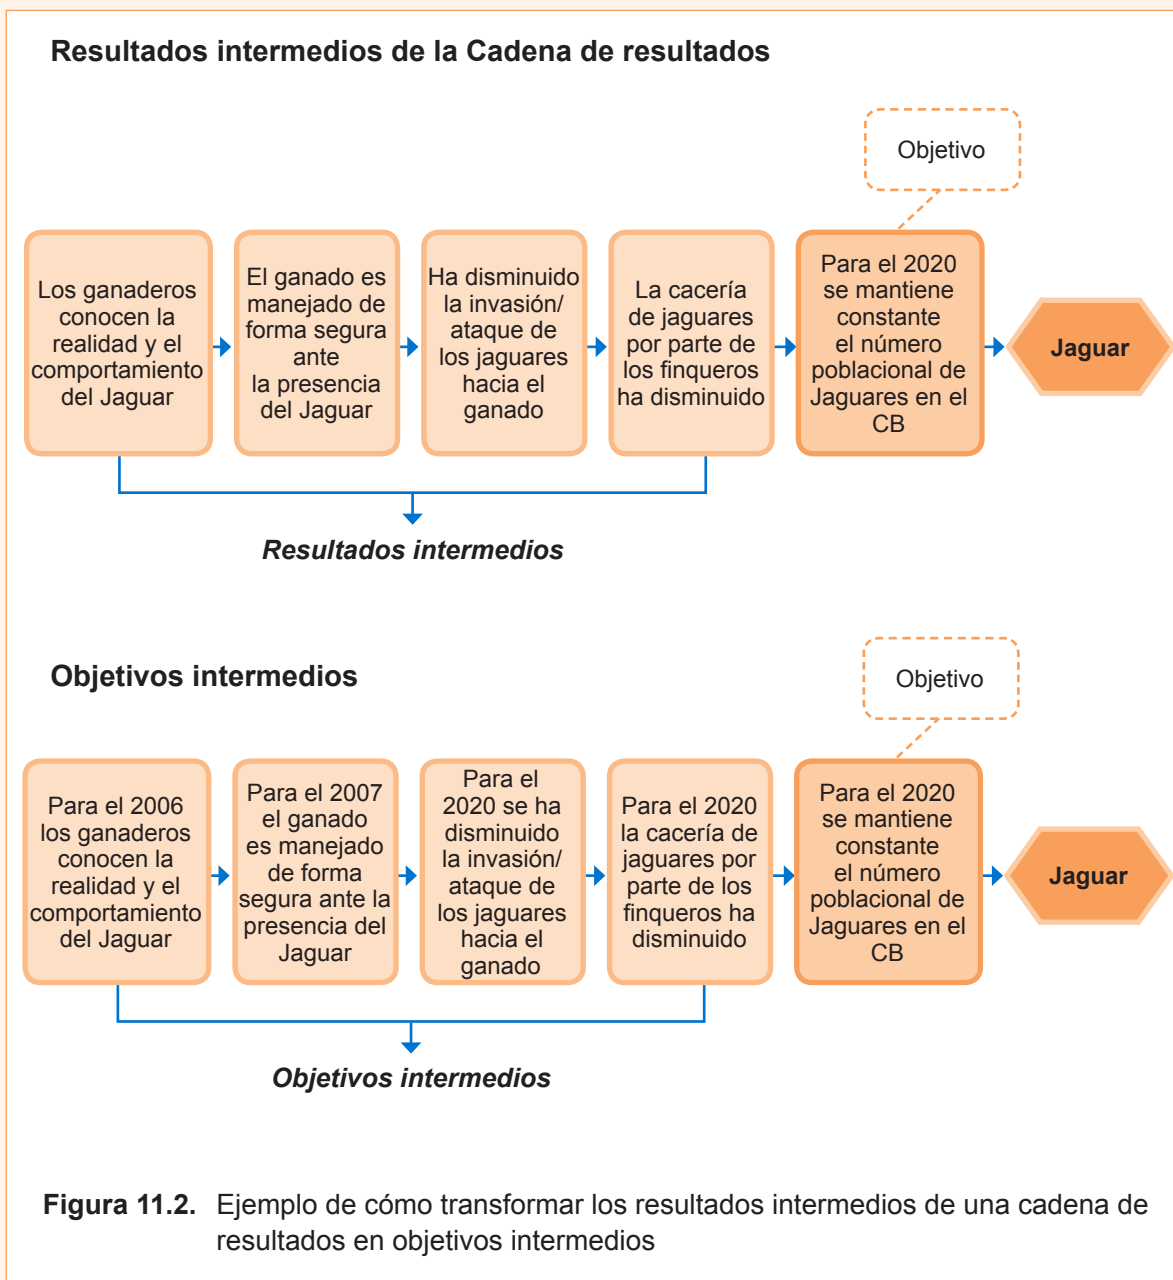 Resultados intermedios de la Cadena de resultados
Objetivo
Los ganaderos
conocen la
realidad y el
comportamiento
del Jaguar
El ganado es
manejado de
forma segura
ante
la presencia
del Jaguar
Ha disminuido
la invasión/
ataque de
los jaguares
hacia el
ganado
La cacería
de jaguares
por parte de
los finqueros
ha disminuido
Para el 2020
se mantiene
constante
el número
poblacional de
Jaguares en el
CB
Jaguar
Resultados intermedios
Objetivos intermedios
Objetivo
Para el 2006
los ganaderos
conocen la
realidad y el
comportamiento
del Jaguar
Para el 2007
el ganado
es manejado
de forma
segura ante la
presencia del
Jaguar
Para el
2020 se ha
disminuido
la invasión/
ataque de
los jaguares
hacia el
ganado
Para el 2020
la cacería de
jaguares por
parte de los
finqueros ha
disminuido
Para el 2020
se mantiene
constante
el número
poblacional de
Jaguares en el
CB
Jaguar
Objetivos intermedios
Figura 11.2. Ejemplo de cómo transformar los resultados intermedios de una cadena de
resultados en objetivos intermedios